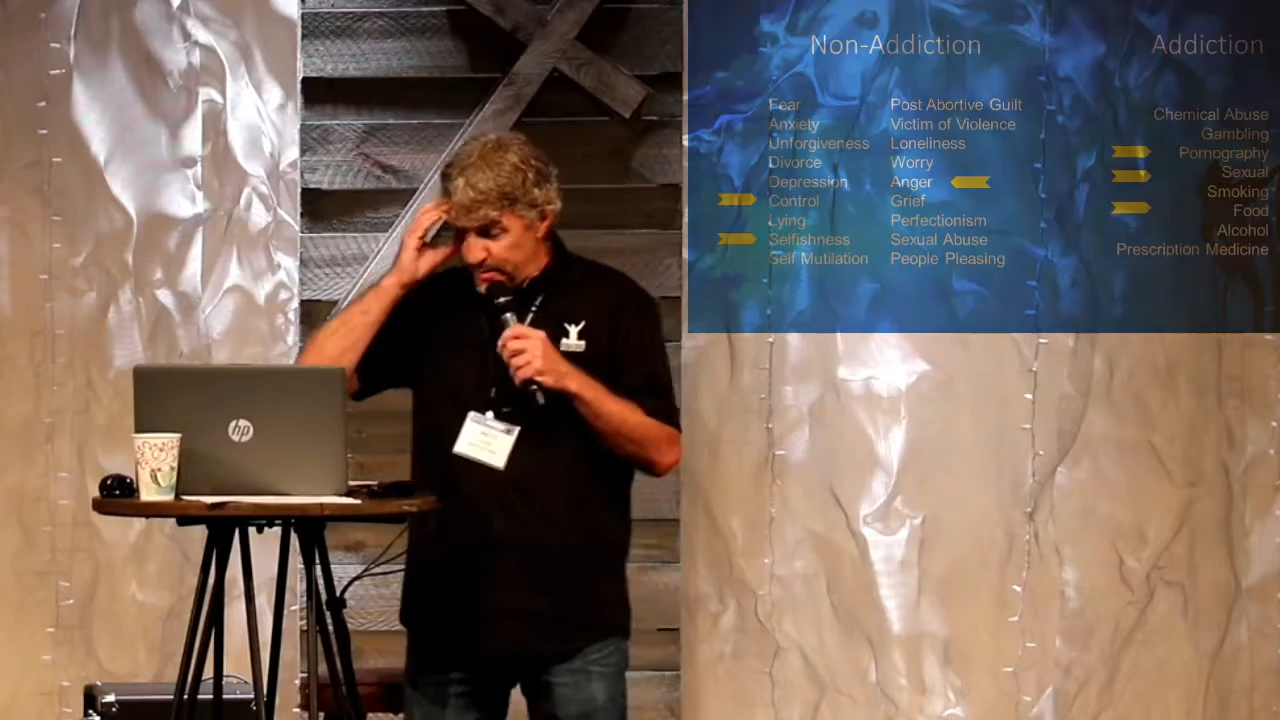 Non-Addiction
Fear
Anxiety
Unforgiveness
Divorce
Depression
Control
Lying
Selfishness
Self Mutilation
Post Abortive Guilt
Victim of Violence
Loneliness
Worry
Anger
Grief
Perfectionism
Sexual Abuse
People Pleasing
Addiction
Chemical Abuse
Gambling
Pornography
Sexual
Smoking
Food
Alcohol
Prescription Medicine
hp